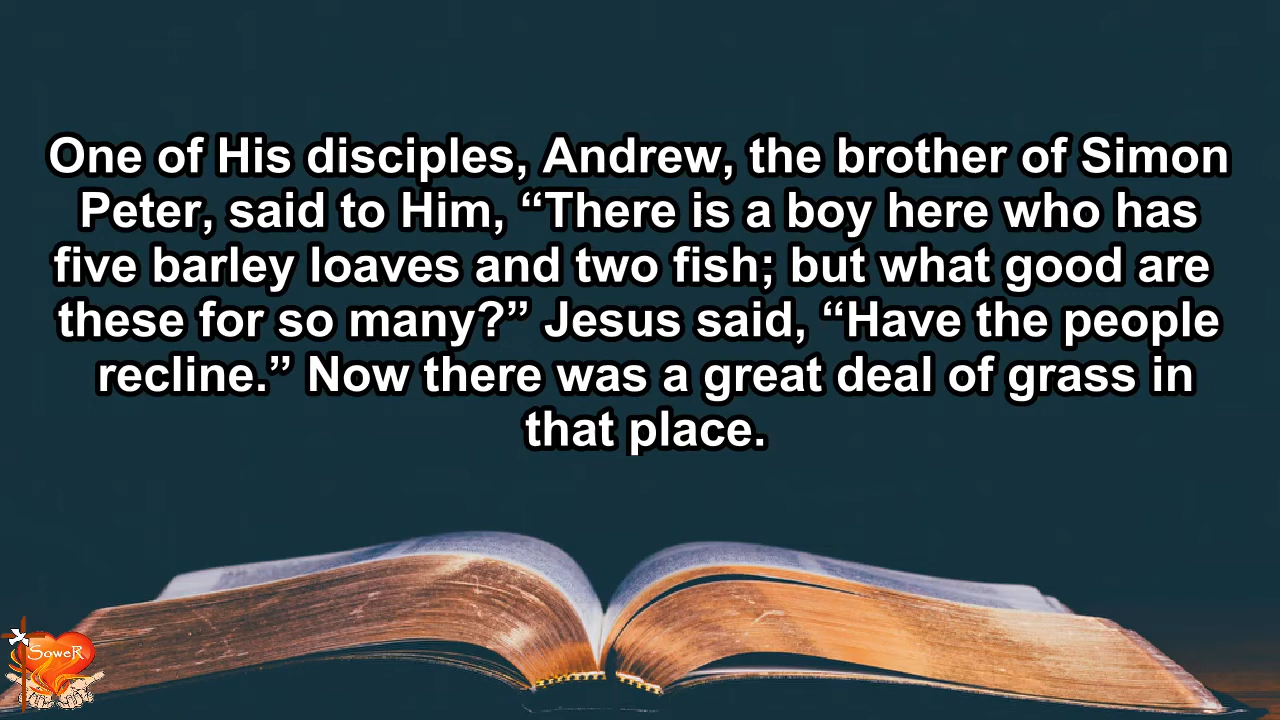 One of His disciples, Andrew, the brother of Simon
Peter, said to Him, “There is a boy here who has
five barley loaves and two fish; but what good are
these for so many?” Jesus said, “Have the people
recline.” Now there was a great deal of grass in
that place.
SoweR